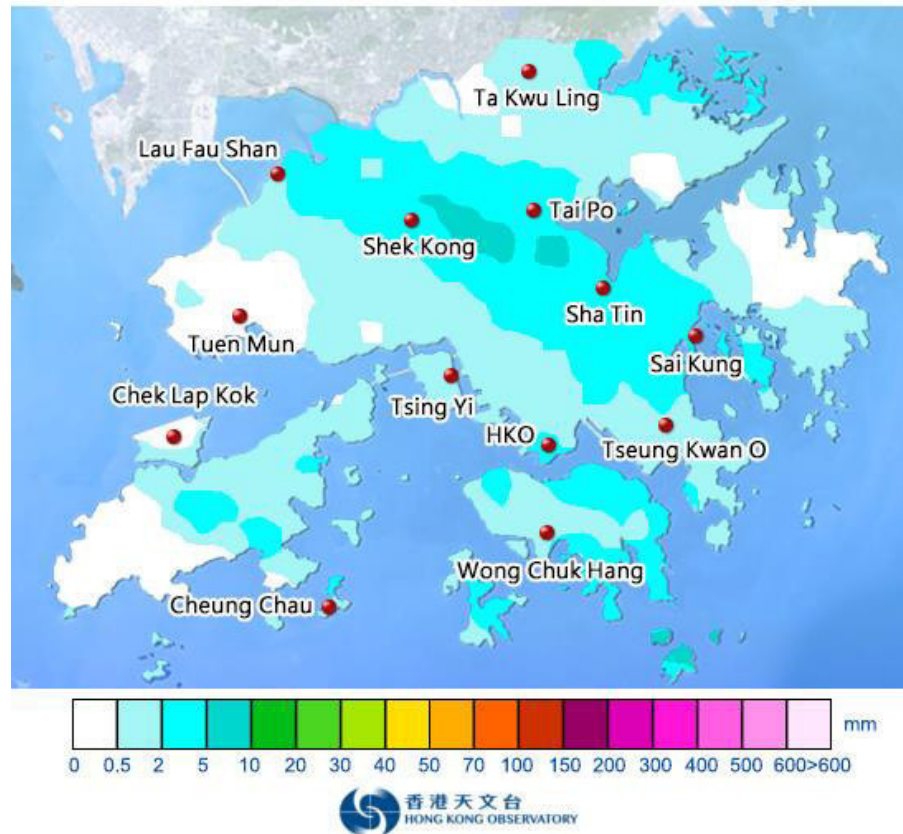 Ta Kwu Ling
Lau Fau Shan
Tai Po
Shek Kong
Sha Tin
Tuen Mun
Sai Kung
Chek Lap Kok
Tsing Yi
HKO
Tseung Kwan O
Wong Chuk Hang
Cheung Chau
mm
0 0.5 2 5 10 20 30 40 50 70 100 150 200 300 400 500 600>600
香港天文台
HONG KONG OBSERVATORY